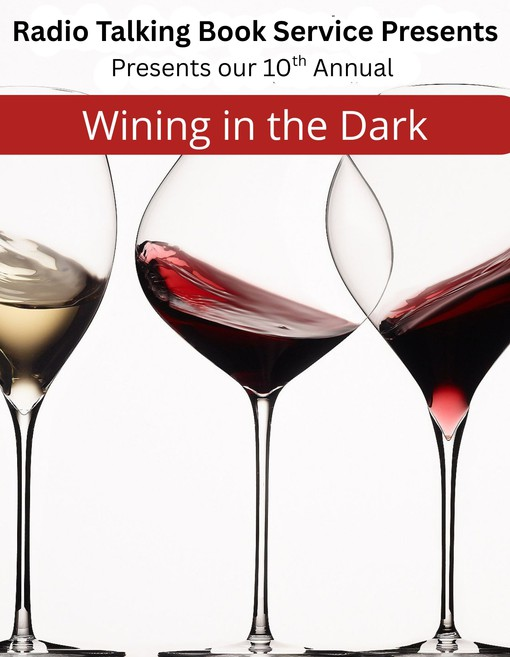 Radio Talking Book Service Presents
Presents our 10th Annual
Wining in the Dark